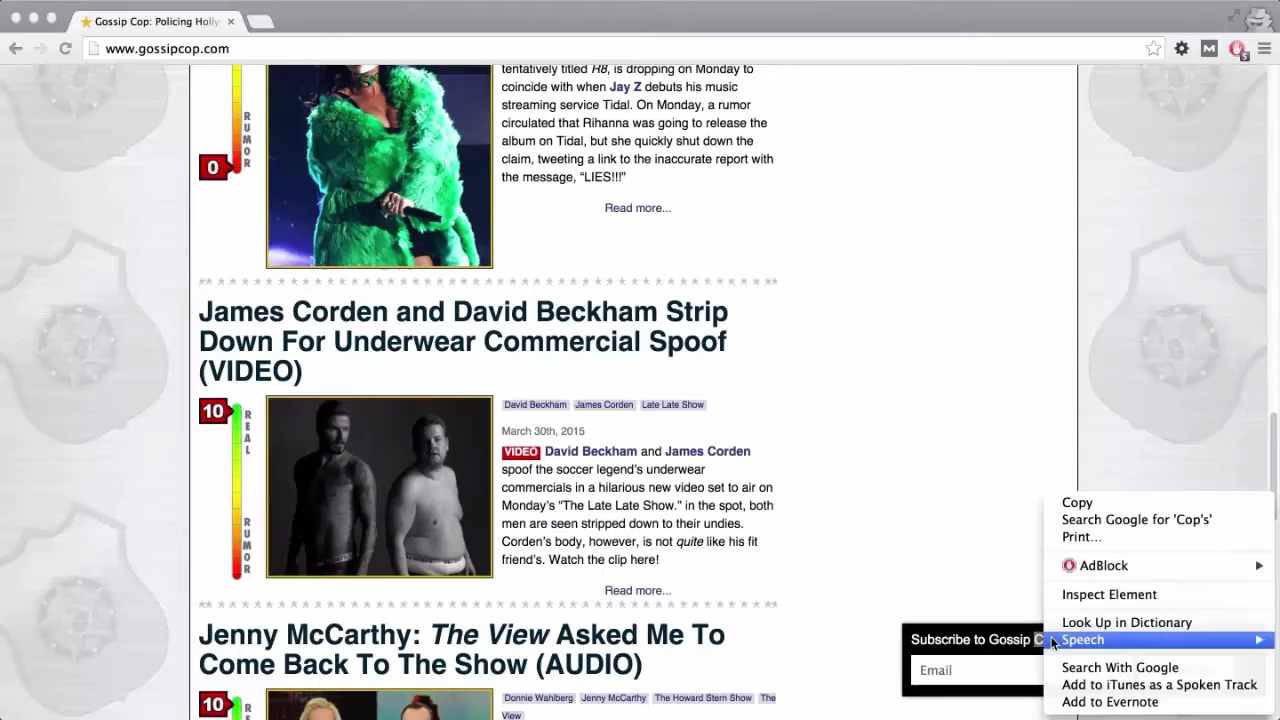 Gossip Cop: Policing Holly
www.gossipcop.com
5
tentatively titled R8, is dropping on Monday to
coincide with when Jay Z debuts his music
streaming service Tidal. On Monday, a rumor
circulated that Rihanna was going to release the
album on Tidal, but she quickly shut down the
claim, tweeting a link to the inaccurate report with
the message, “LIES!!!”
Read more...
RUMOR
0
James Corden and David Beckham Strip
Down For Underwear Commercial Spoof
(VIDEO)
10
REAL
RUMOR
David Beckham James Corden Late Late Show
March 30th, 2015
VIDEO David Beckham and James Corden
spoof the soccer legend’s underwear
commercials in a hilarious new video set to air on
Monday’s “The Late Late Show.” in the spot, both
men are seen stripped down to their undies.
Corden’s body, however, is not quite like his fit
friend’s. Watch the clip here!
Read more...
Jenny McCarthy: The View Asked Me To
Come Back To The Show (AUDIO)
10
Donnie Wahlberg Jenny McCarthy The Howard Stern Show The
View
Subscribe to Gossip C
Email
Copy
Search Google for 'Cop's'
Print...
AdBlock
Inspect Element
Look Up in Dictionary
Speech
Search With Google
Add to iTunes as a Spoken Track
Add to Evernote